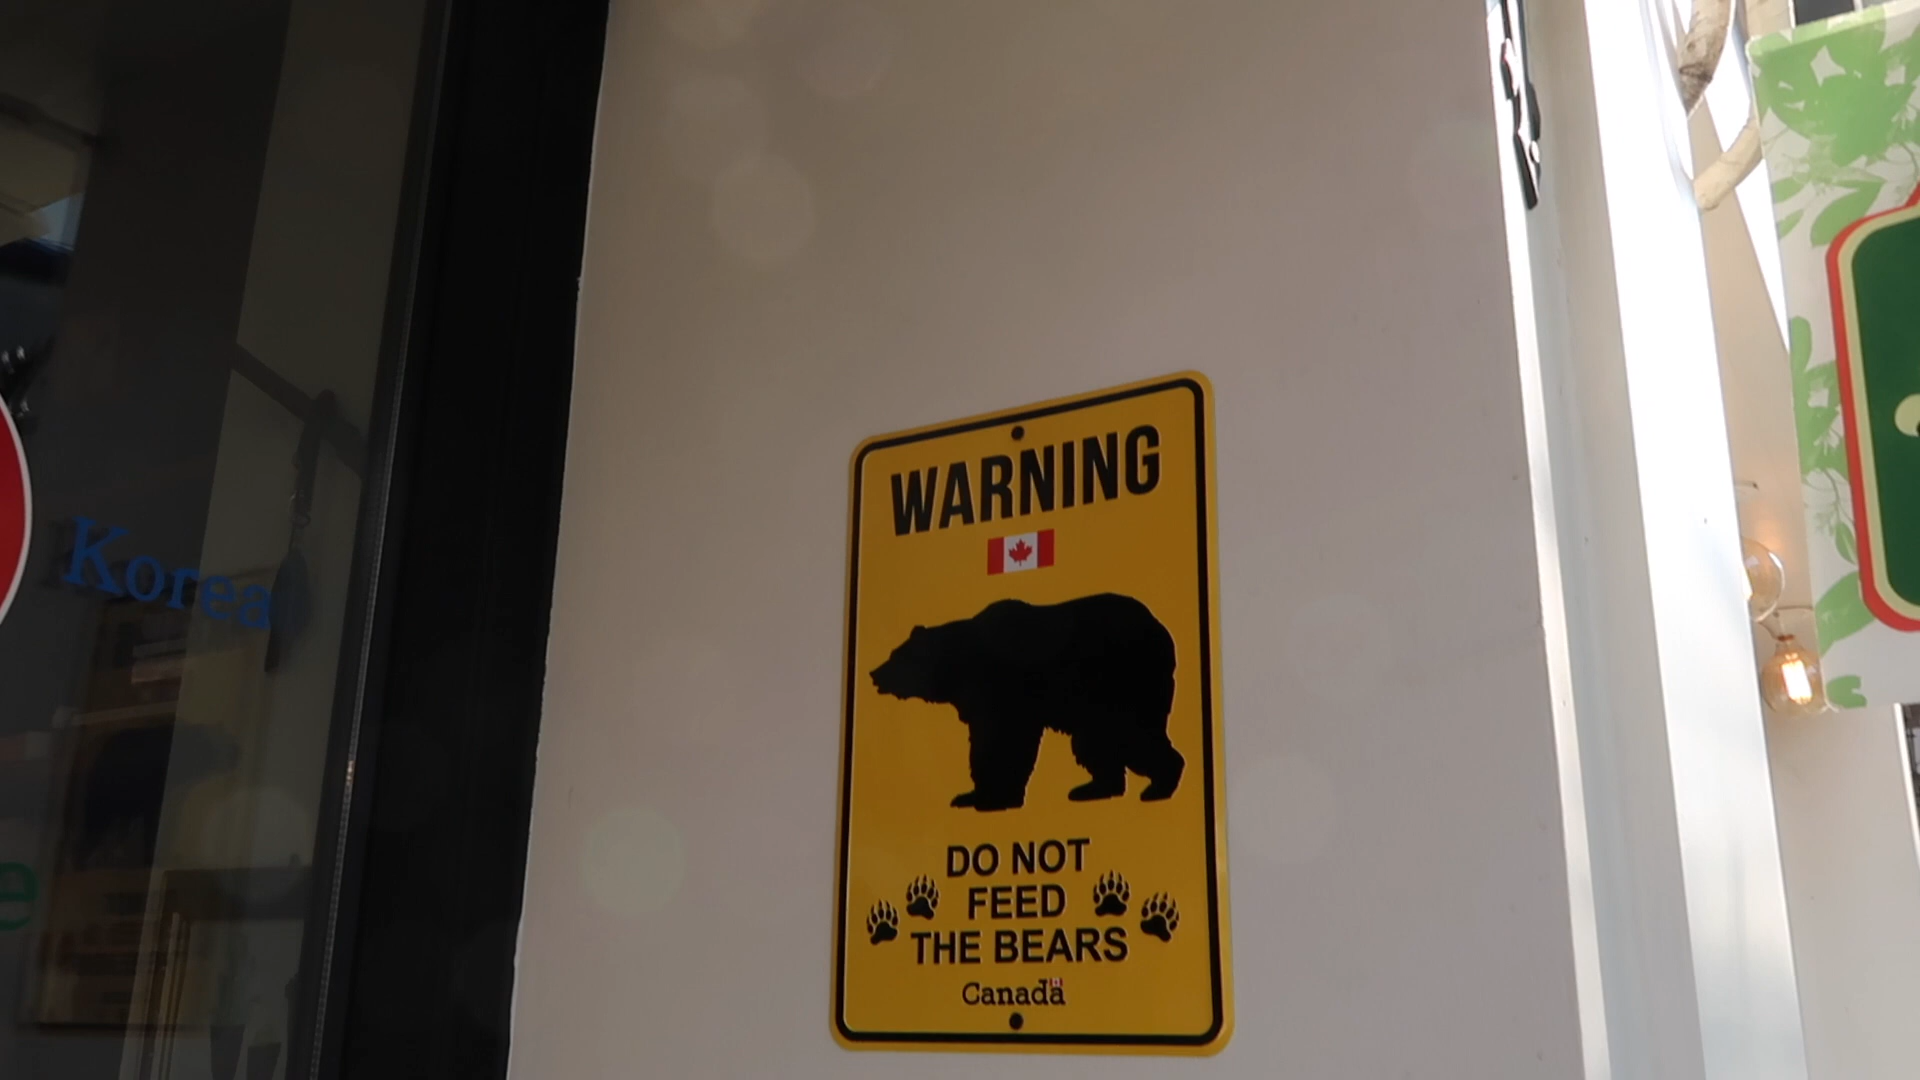 WARNING
DO NOT
FEED
THE BEARS
Canada
Korea
e